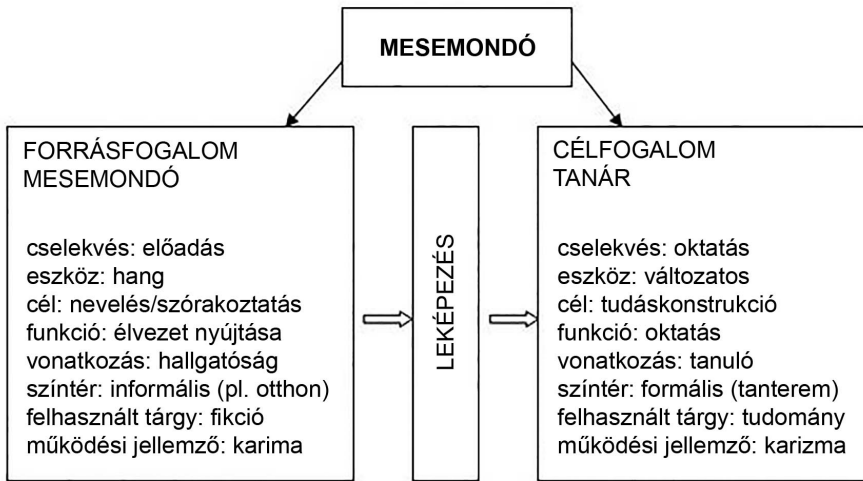 MESEMONDÓ
FORRÁSFOGALOM
MESEMONDÓ
cselekvés: előadás
eszköz: hang
cél: nevelés/szórakoztatás
funkció: élvezet nyújtása
vonatkozás: hallgatóság
színtér: informális (pl. otthon)
felhasznált tárgy: fikció
működési jellemző: karima
LEKÉPEZÉS
CÉLFOGALOM
TANÁR
cselekvés: oktatás
eszköz: változatos
cél: tudáskonstrukció
funkció: oktatás
vonatkozás: tanuló
színtér: formális (tanterem)
felhasznált tárgy: tudomány
működési jellemző: karizma